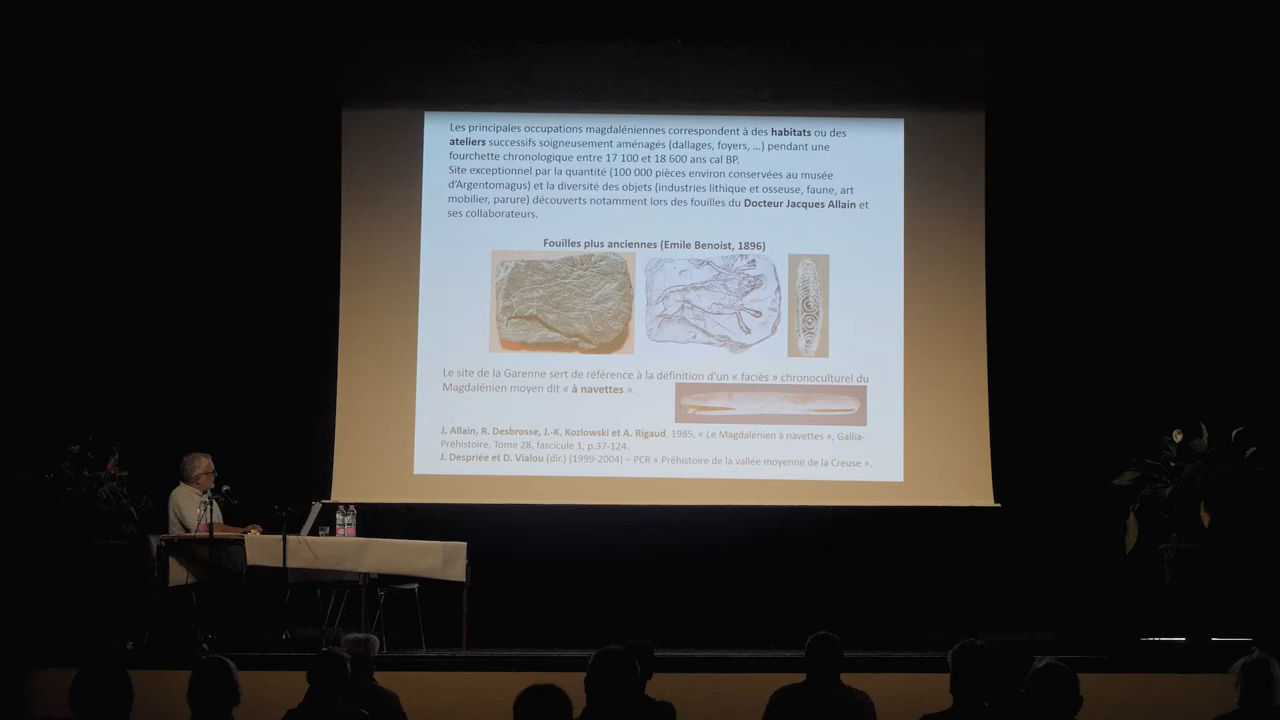 Les principales occupations magdaléniennes correspondent à des habitats ou des
ateliers successifs soigneusement aménagés (dallages, foyers, ...) pendant une
fourchette chronologique entre 17 100 et 18 600 ans cal BP.
Site exceptionnel par la quantité (100 000 pièces environ conservées au musée
d'Argentomagus) et la diversité des objets (industries lithique et osseuse, faune, art
mobilier, parure) découverts notamment lors des fouilles du Docteur Jacques Allain et
ses collaborateurs.
Fouilles plus anciennes (Emile Benoist, 1896)
Le site de la Garenne sert de référence à la définition d'un « faciès » chronoculturel du
Magdalénien moyen dit « à navettes ».
J. Allain, R. Desbrosse, J.-K. Kozlowski et A. Rigaud, 1985, « Le Magdalénien à navettes », Gallia-
Préhistoire, Tome 28, fascicule 1, p.37-124.
J. Despriée et D. Vialou (dir.) (1999-2004) – PCR « Préhistoire de la vallée moyenne de la Creuse ».